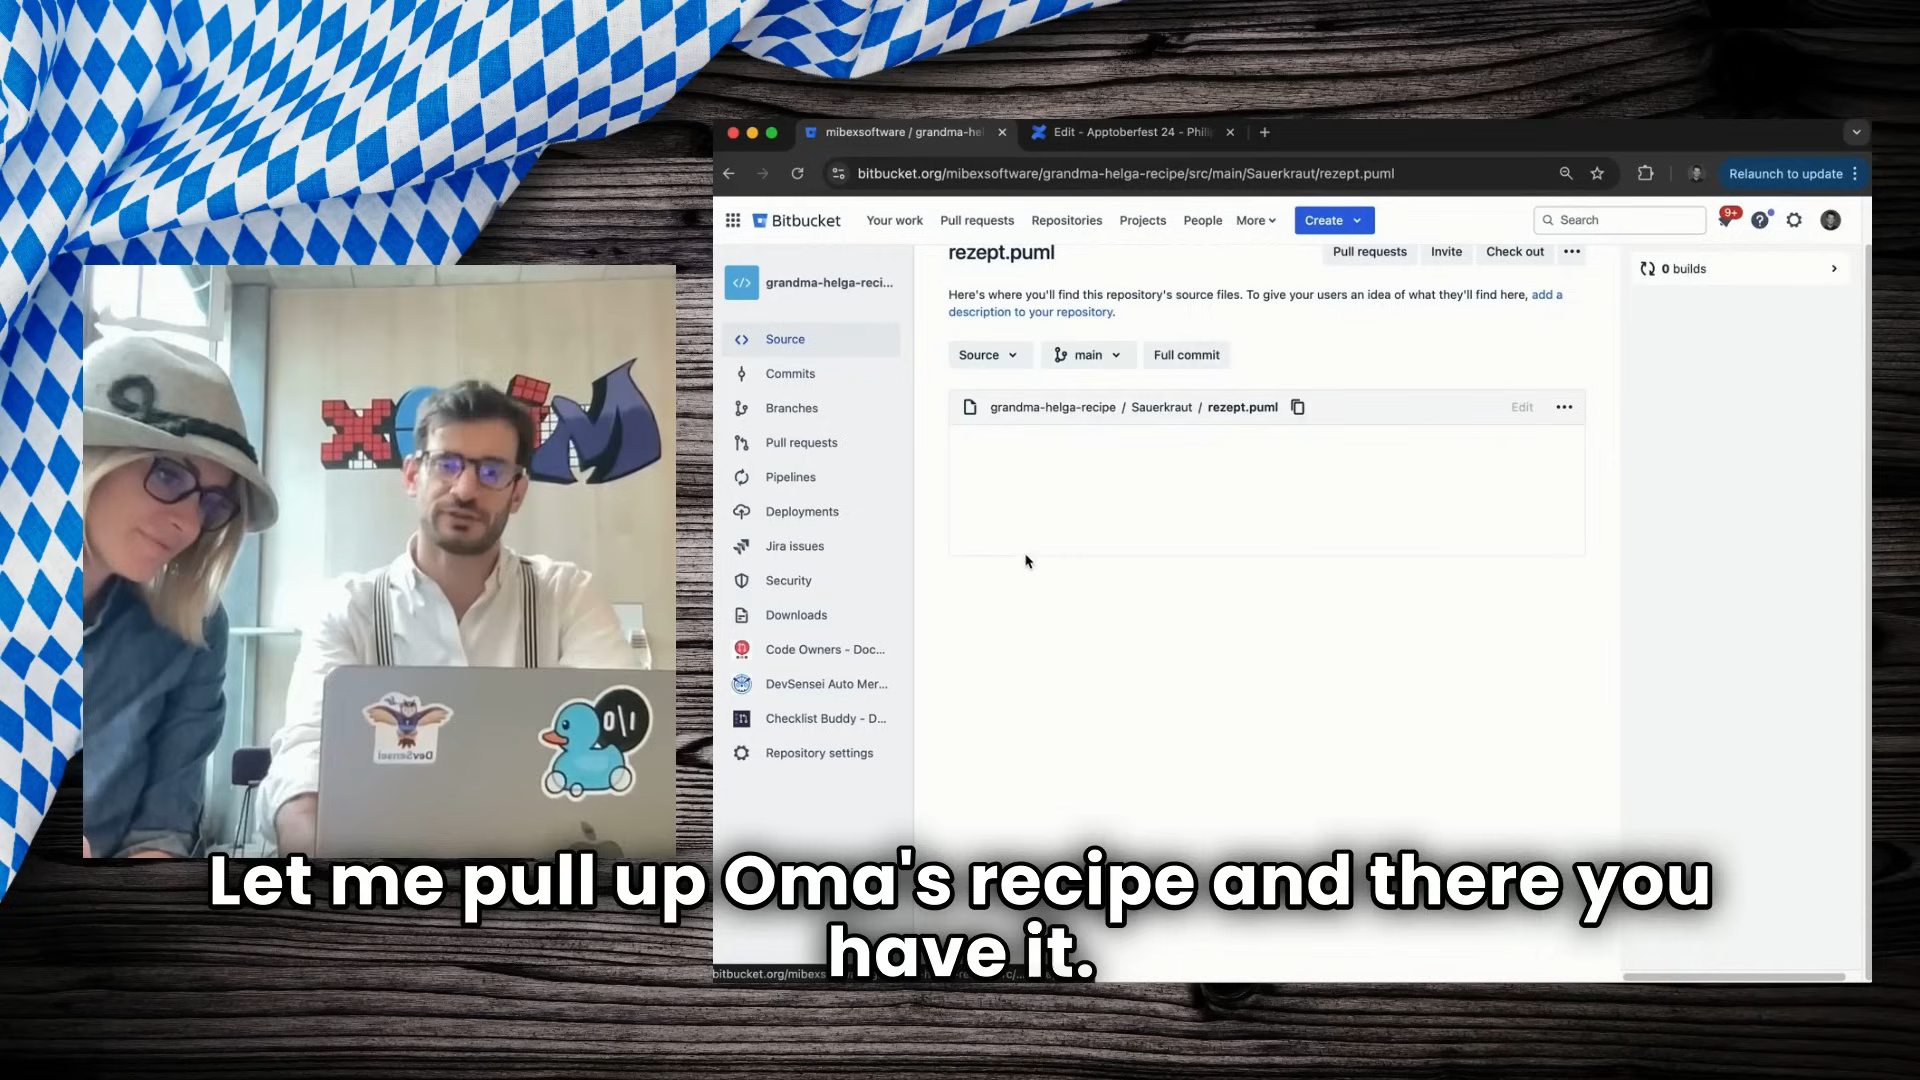 mibexsoftware / grandma-he
Edit - Apptoberfest 24 - Phili
bitbucket.org/mibexsoftware/grandma-helga-recipe/src/main/Sauerkraut/rezept.puml
Relaunch to update
Bitbucket
Your work
Pull requests
Repositories
Projects
People
More
Create
Search
9+
grandma-helga-reci...
Source
Commits
Branches
Pull requests
Pipelines
Deployments
Jira issues
Security
Downloads
Code Owners - Doc...
DevSensei Auto Mer...
Checklist Buddy - D...
Repository settings
rezept.puml
Pull requests
Invite
Check out
Here's where you'll find this repository's source files. To give your users an idea of what they'll find here, add a
description to your repository.
Source
main
Full commit
grandma-helga-recipe / Sauerkraut / rezept.puml
Edit
0 builds
DevSensei
0\1
Let me pull up Oma's recipe and there you
have it.
bitbucket.org/mibexs